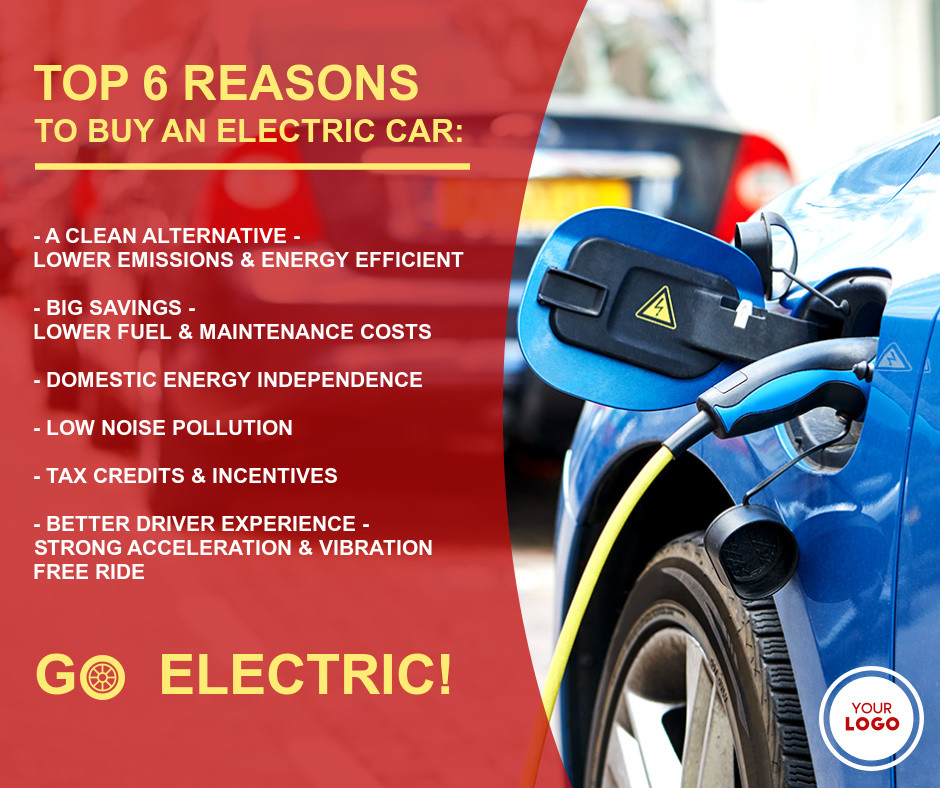 TOP 6 REASONS
TO BUY AN ELECTRIC CAR:
- A CLEAN ALTERNATIVE -
LOWER EMISSIONS & ENERGY EFFICIENT
- BIG SAVINGS -
LOWER FUEL & MAINTENANCE COSTS
- DOMESTIC ENERGY INDEPENDENCE
- LOW NOISE POLLUTION
- TAX CREDITS & INCENTIVES
- BETTER DRIVER EXPERIENCE -
STRONG ACCELERATION & VIBRATION
FREE RIDE
GO ELECTRIC!
YOUR
LOGO